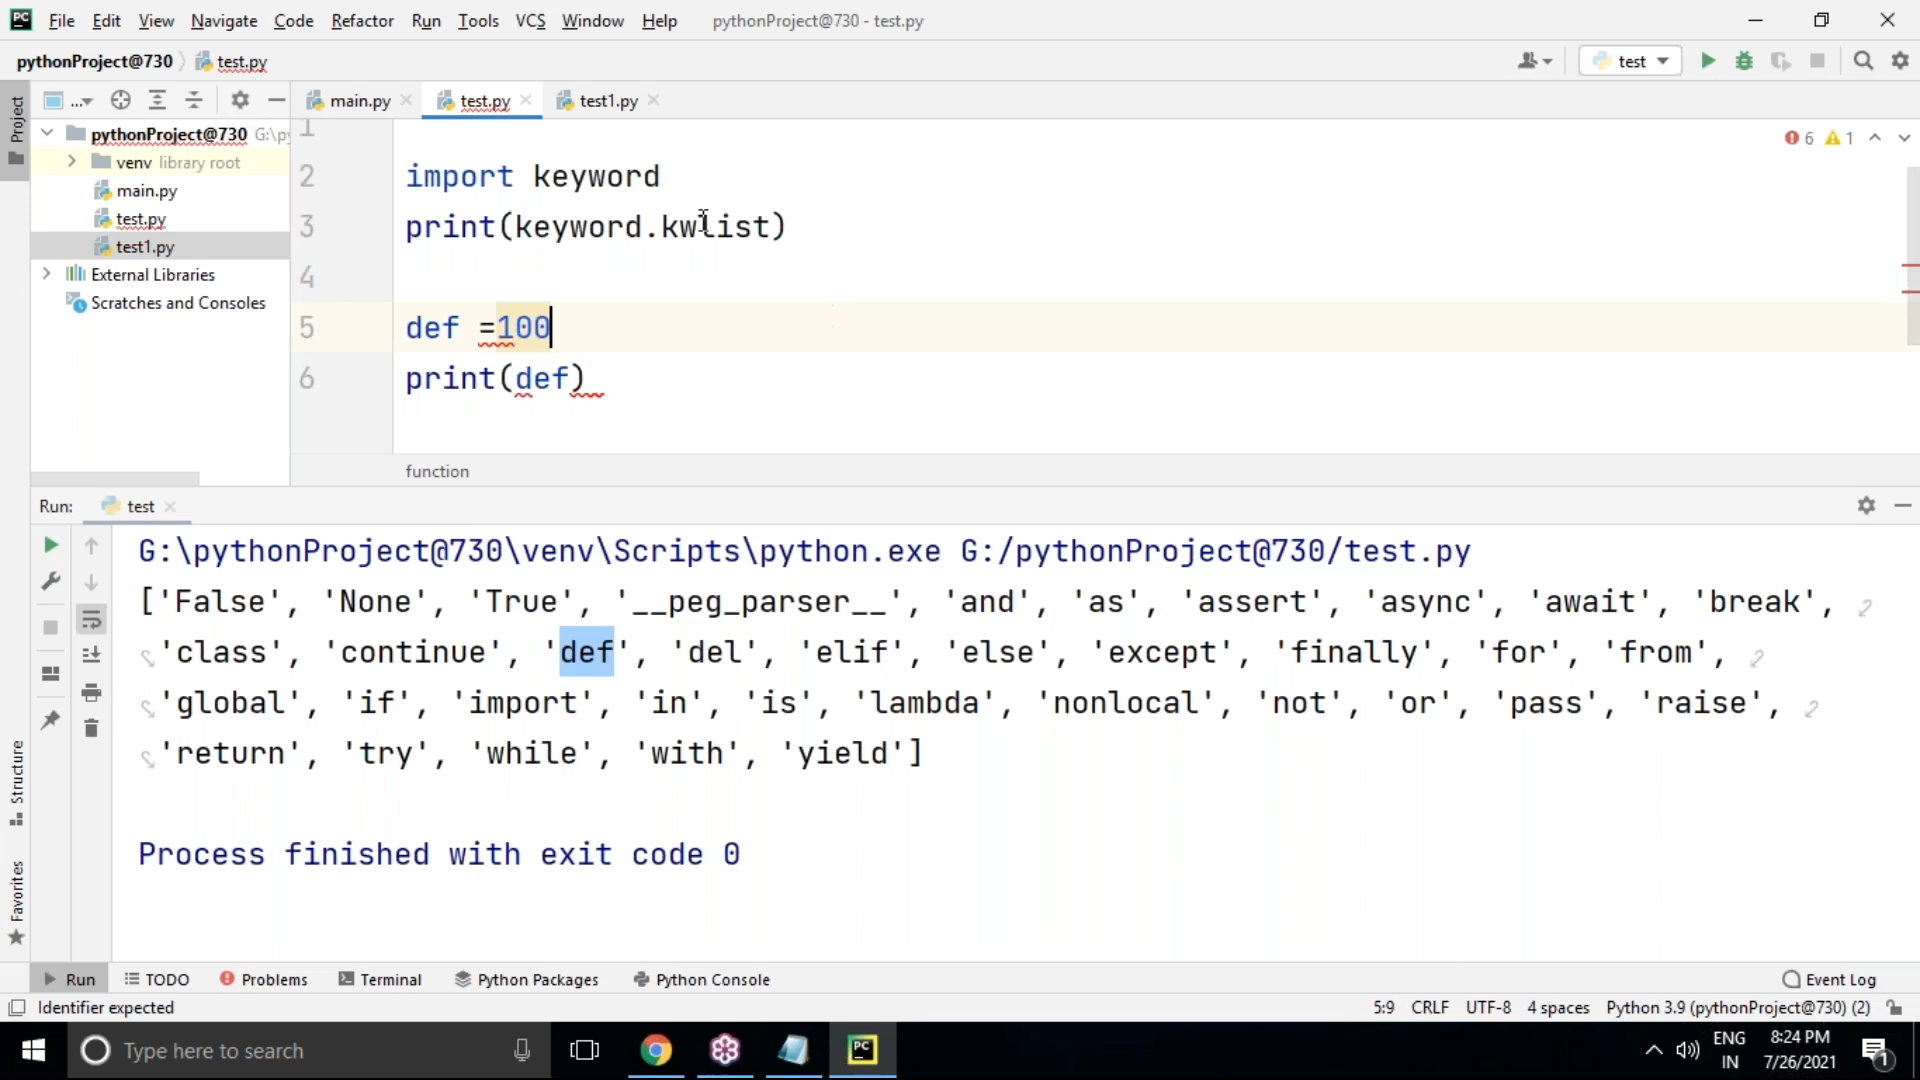 PC File Edit View Navigate Code Refactor Run Tools VCS Window Help pythonProject@730 - test.py
pythonProject@730 test.py
test
Project
...
main.py test.py test1.py
pythonProject@730 G:\py
venv library root
main.py
test.py
test1.py
External Libraries
Scratches and Consoles
6 1
1
2 import keyword
3 print(keyword.kwlist)
4
5 def =100
6 print(def)
function
Run: test
G:\pythonProject@730\venv\Scripts\python.exe G:/pythonProject@730/test.py
['False', 'None', 'True', '__peg_parser__', 'and', 'as', 'assert', 'async', 'await', 'break',
'class', 'continue', 'def', 'del', 'elif', 'else', 'except', 'finally', 'for', 'from',
'global', 'if', 'import', 'in', 'is', 'lambda', 'nonlocal', 'not', 'or', 'pass', 'raise',
'return', 'try', 'while', 'with', 'yield']
Process finished with exit code 0
Structure
Favorites
Run TODO Problems Terminal Python Packages Python Console Event Log
Identifier expected 5:9 CRLF UTF-8 4 spaces Python 3.9 (pythonProject@730) (2)
Type here to search
PC
ENG
IN
8:24 PM
7/26/2021
1